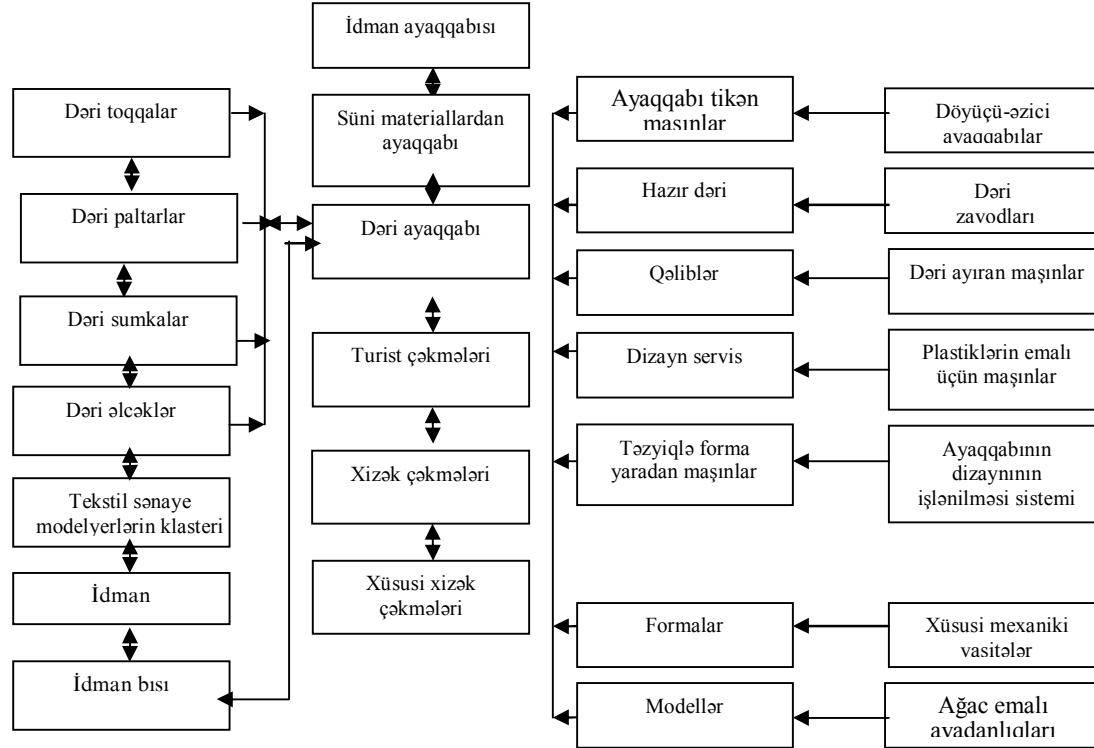 İdman ayaqqabısı
Dəri toqqalar
Süni materiallardan
ayaqqabı
Ayaqqabı tikən
maşınlar
Döyüçü-əzici
ayaqqabılar
Dəri paltarlar
Dəri ayaqqabı
Hazır dəri
Dəri
zavodları
Qəliblər
Dəri ayıran maşınlar
Dəri sumkalar
Turist çəkmələri
Dizayn servis
Plastiklərin emalı
üçün maşınlar
Dəri əlcəklər
Xizək çəkmələri
Təzyiqlə forma
yaradan maşınlar
Ayaqqabının
dizaynının
işlənilməsi sistemi
Tekstil sənaye
modelyerlərin klasteri
İdman
Xüsusi xizək
çəkmələri
Formalar
Xüsusi mexaniki
vasitələr
İdman bısı
Modellər
Ağac emalı
avadanlıqları